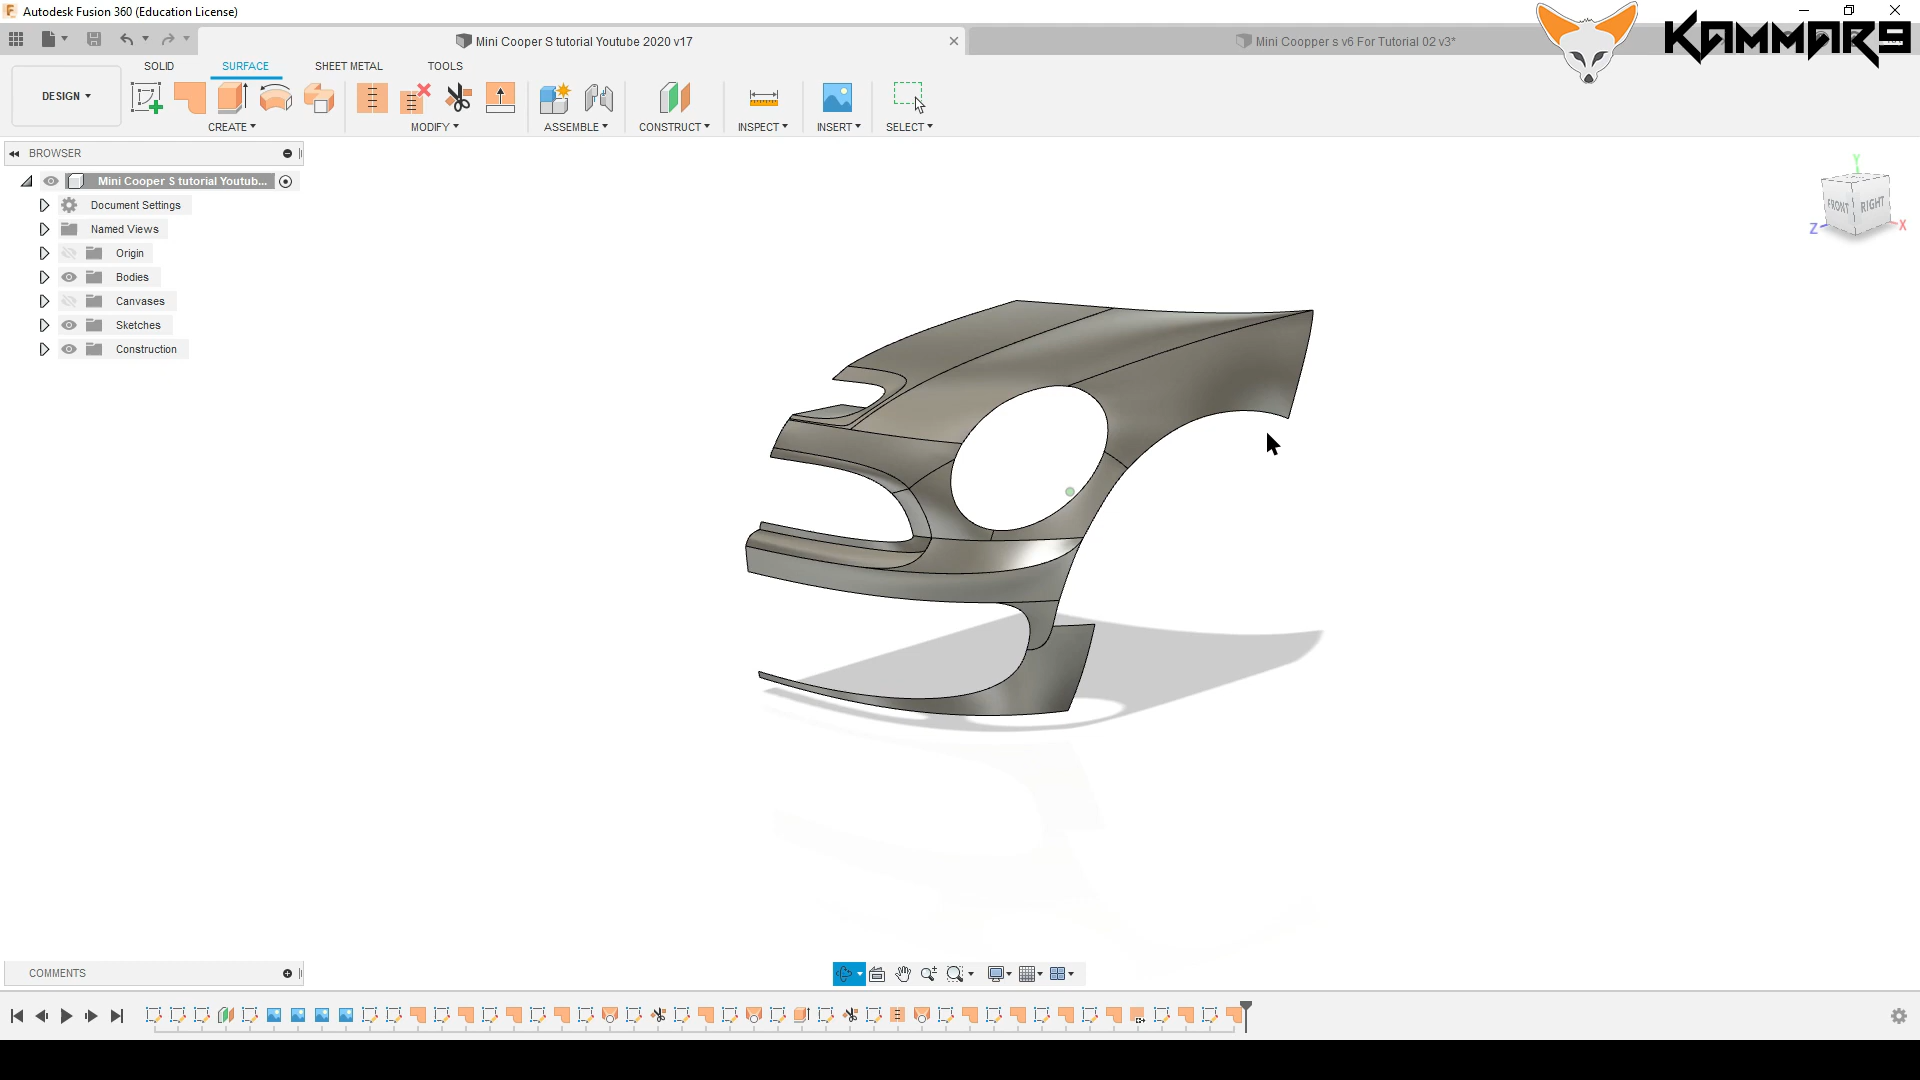 Autodesk Fusion 360 (Education License)
Mini Cooper S tutorial Youtube 2020 v17
Mini Coopper s v6 For Tutorial 02 v3*
KAMMAR9
SOLID SURFACE SHEET METAL TOOLS
DESIGN
CREATE MODIFY ASSEMBLE CONSTRUCT INSPECT INSERT SELECT
BROWSER
Mini Cooper S tutorial Youtub...
Document Settings
Named Views
Origin
Bodies
Canvases
Sketches
Construction
Y
FRONT RIGHT
Z X
COMMENTS